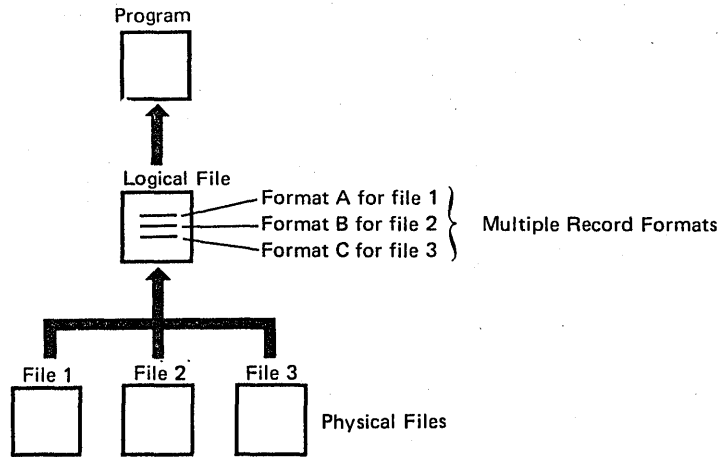 Program
Logical File
Format A for file 1
Format B for file 2
Format C for file 3
Multiple Record Formats
File 1
File 2
File 3
Physical Files